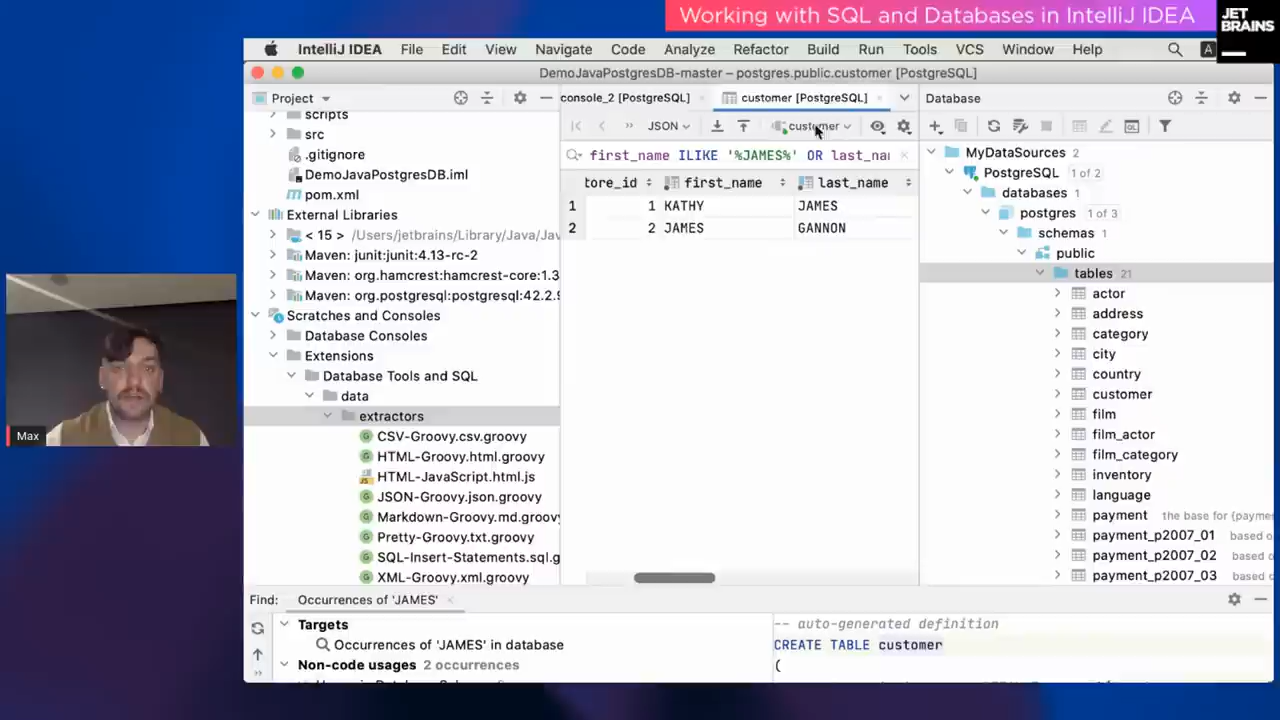 Working with SQL and Databases in IntelliJ IDEA
JET
BRAINS
IntelliJ IDEA File Edit View Navigate Code Analyze Refactor Build Run Tools VCS Window Help A
DemoJavaPostgresDB-master – postgres.public.customer [PostgreSQL]
Project
console_2 [PostgreSQL]
customer [PostgreSQL]
Database
scripts
src
.gitignore
DemoJavaPostgresDB.iml
pom.xml
External Libraries
< 15 > /Users/jetbrains/Library/Java/Jav
Maven: junit:junit:4.13-rc-2
Maven: org.hamcrest:hamcrest-core:1.3
Maven: org.postgresql:postgresql:42.2.9
Scratches and Consoles
Database Consoles
Extensions
Database Tools and SQL
data
extractors
CSV-Groovy.csv.groovy
HTML-Groovy.html.groovy
HTML-JavaScript.html.js
JSON-Groovy.json.groovy
Markdown-Groovy.md.groovy
Pretty-Groovy.txt.groovy
SQL-Insert-Statements.sql.g
XML-Groovy.xml.groovy
JSON
customer
first_name ILIKE '%JAMES%' OR last_nam
tore_id first_name last_name
1 1 KATHY JAMES
2 2 JAMES GANNON
MyDataSources 2
PostgreSQL 1 of 2
databases 1
postgres 1 of 3
schemas 1
public
tables 21
actor
address
category
city
country
customer
film
film_actor
film_category
inventory
language
payment the base for {payme
payment_p2007_01 based o
payment_p2007_02 based o
payment_p2007_03 based o
Max
Find: Occurrences of 'JAMES'
Targets
Occurrences of 'JAMES' in database
Non-code usages 2 occurrences
-- auto-generated definition
CREATE TABLE customer
(